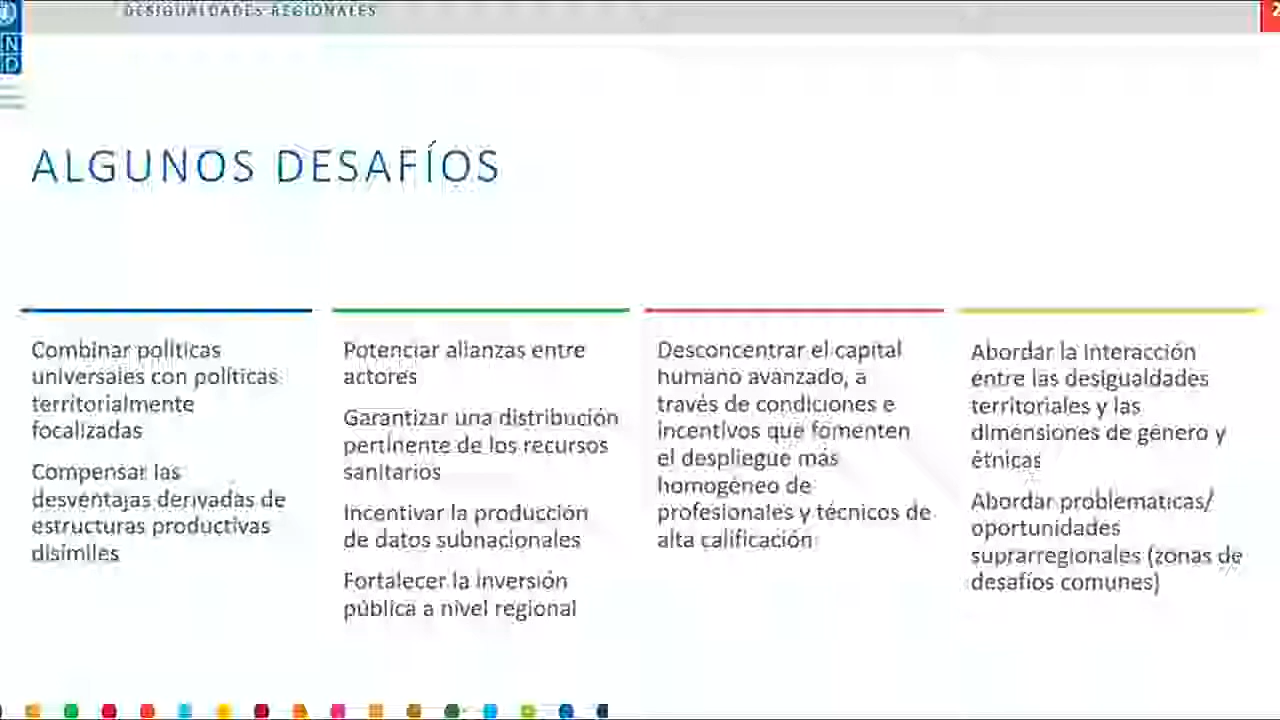 DESIGUALDADES REGIONALES
2
N
D
ALGUNOS DESAFÍOS
Combinar políticas
universales con políticas
territorialmente
focalizadas
Compensar las
desventajas derivadas de
estructuras productivas
disímiles
Potenciar alianzas entre
actores
Garantizar una distribución
pertinente de los recursos
sanitarios
Incentivar la producción
de datos subnacionales
Fortalecer la inversión
pública a nivel regional
Desconcentrar el capital
humano avanzado, a
través de condiciones e
incentivos que fomenten
el despliegue más
homogéneo de
profesionales y técnicos de
alta calificación
Abordar la interacción
entre las desigualdades
territoriales y las
dimensiones de género y
étnicas
Abordar problemáticas/
oportunidades
suprarregionales (zonas de
desafíos comunes)